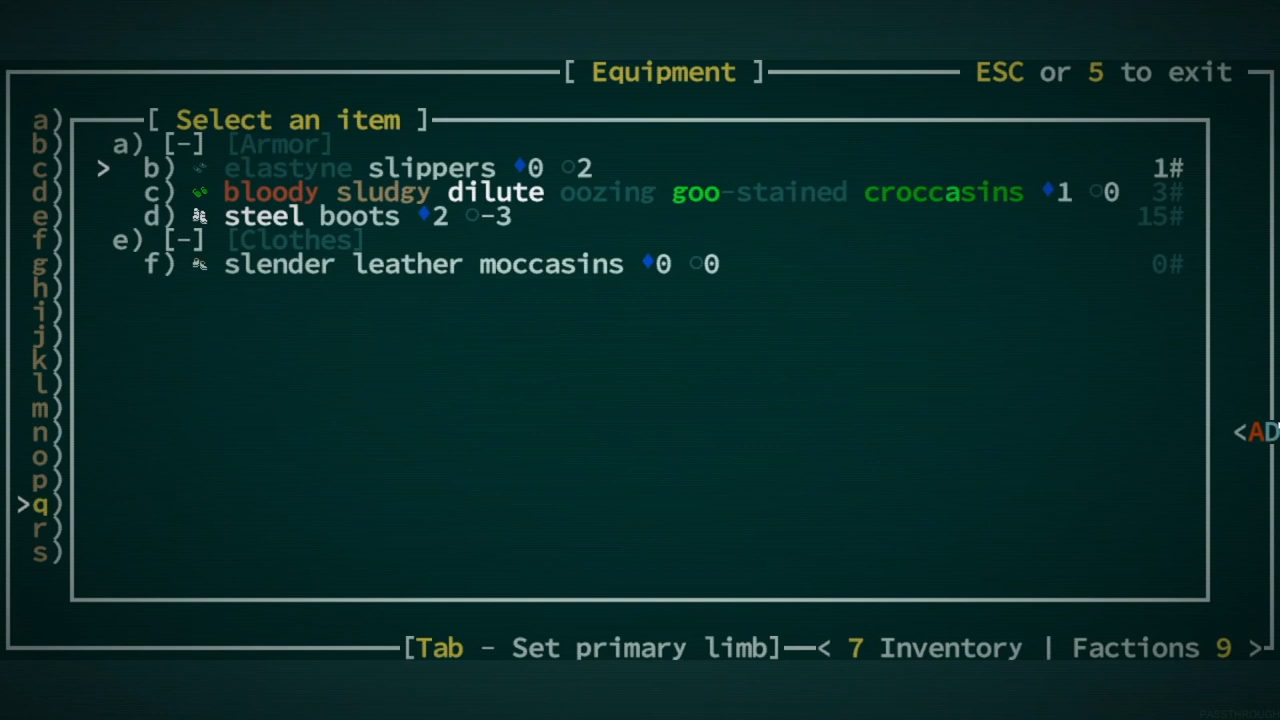 [ Equipment ] ESC or 5 to exit
a) [ Select an item ]
b) a) [-] [Armor]
c) > b) elastyne slippers ♦0 ○2 1#
d) c) bloody sludgy dilute oozing goo-stained croccasins ♦1 ○0 3#
e) d) steel boots ♦2 ○-3 15#
f) e) [-] [Clothes]
g) f) slender leather moccasins ♦0 ○0 0#
h)
i)
j)
k)
l)
m)
n) <AD
o)
p)
>q)
r)
s)
[Tab - Set primary limb] < 7 Inventory | Factions 9 >